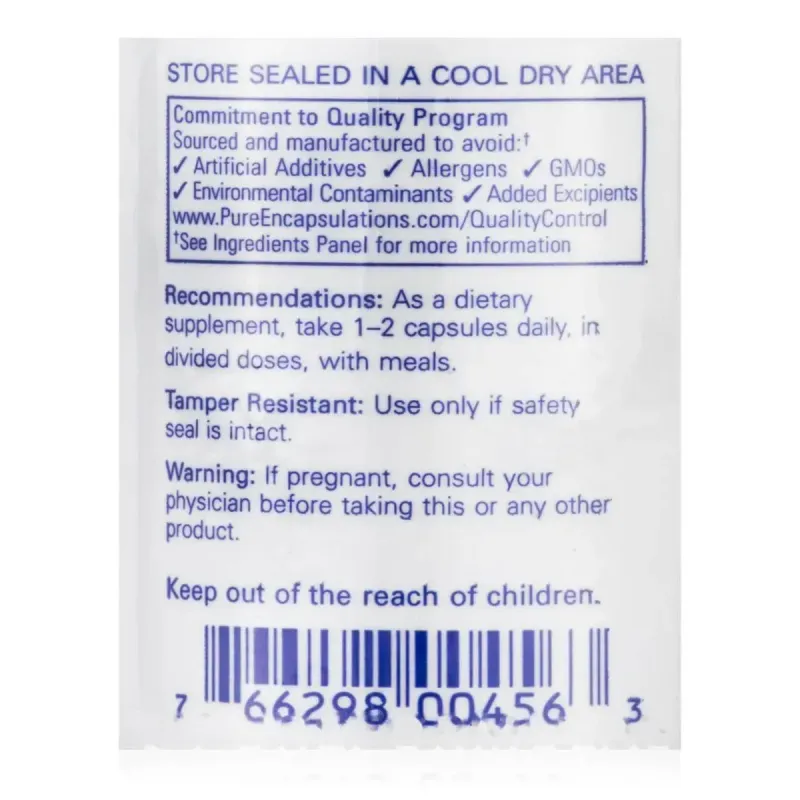 STORE SEALED IN A COOL DRY AREA
Commitment to Quality Program
Sourced and manufactured to avoid:†
✓ Artificial Additives ✓ Allergens ✓ GMOs
✓ Environmental Contaminants ✓ Added Excipients
www.PureEncapsulations.com/QualityControl
†See Ingredients Panel for more information
Recommendations: As a dietary
supplement, take 1–2 capsules daily, in
divided doses, with meals.
Tamper Resistant: Use only if safety
seal is intact.
Warning: If pregnant, consult your
physician before taking this or any other
product.
Keep out of the reach of children.
7 66298 00456 3